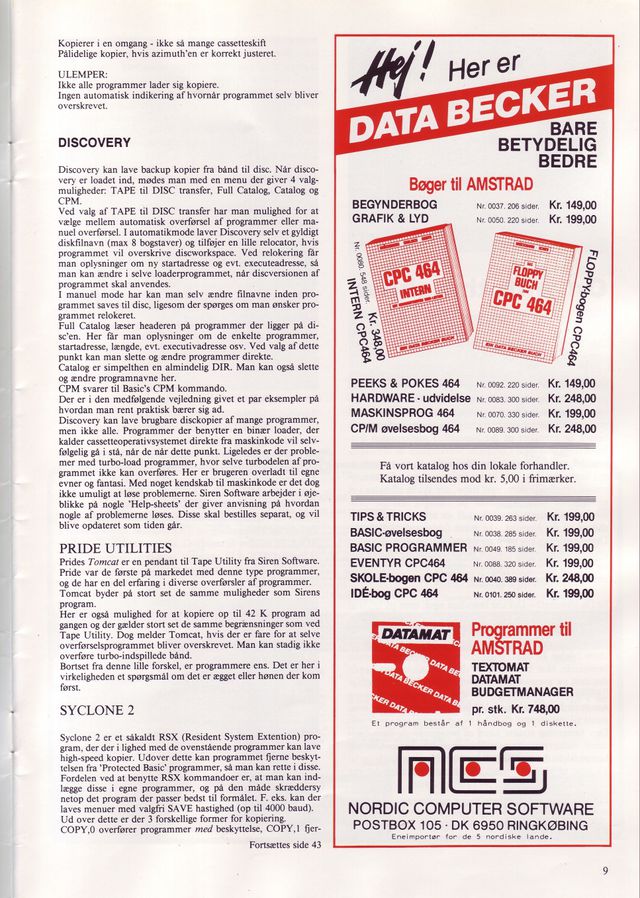 Kopierer i en omgang - ikke så mange cassetteskift
Pålidelige kopier, hvis azimuth'en er korrekt justeret.
ULEMPER:
Ikke alle programmer lader sig kopiere.
Ingen automatisk indikering af hvornår programmet selv bliver
overskrevet.
DISCOVERY
Discovery kan lave backup kopier fra bånd til disc. Når disco-
very er loadet ind, mødes man med en menu der giver 4 valg-
muligheder: TAPE til DISC transfer, Full Catalog, Catalog og
CPM.
Ved valg af TAPE til DISC transfer har man mulighed for at
vælge mellem automatisk overførsel af programmer eller ma-
nuel overførsel. I automatikmode laver Discovery selv et gyldigt
diskfilnavn (max 8 bogstaver) og tilføjer en lille relocator, hvis
programmet vil overskrive discworkspace. Ved relokering får
man oplysninger om ny startadresse og evt. executeadresse, så
man kan ændre i selve loaderprogrammet, når discversionen af
programmet skal anvendes.
I manuel mode har kan man selv ændre filnavne inden pro-
grammet saves til disc, ligesom der spørges om man ønsker pro-
grammet relokeret.
Full Catalog læser headeren på programmer der ligger på di-
sc'en. Her får man oplysninger om de enkelte programmer,
startadresse, længde, evt. executivadresse osv. Ved valg af dette
punkt kan man slette og ændre programmer direkte.
Catalog er simpelthen en almindelig DIR. Man kan også slette
og ændre programnavne her.
CPM svarer til Basic's CPM kommando.
Der er i den medfølgende vejledning givet et par eksempler på
hvordan man rent praktisk bærer sig ad.
Discovery kan lave brugbare disckopier af mange programmer,
men ikke alle. Programmer der benytter en binær loader, der
kalder cassetteoperativsystemet direkte fra maskinkode vil selv-
følgelig gå i stå, når de når dette punkt. Ligeledes er der proble-
mer med turbo-load programmer, hvor selve turbodelen af pro-
grammet ikke kan overføres. Her er brugeren overladt til egne
evner og fantasi. Med noget kendskab til maskinkode er det dog
ikke umuligt at løse problemerne. Siren Software arbejder i øje-
blikke på nogle 'Help-sheets' der giver anvisning på hvordan
nogle af problemerne løses. Disse skal bestilles separat, og vil
blive opdateret som tiden går.
PRIDE UTILITIES
Prides Tomcat er en pendant til Tape Utility fra Siren Software.
Pride var de første på markedet med denne type programmer,
og de har en del erfaring i diverse overførsler af programmer.
Tomcat byder på stort set de samme muligheder som Sirens
program.
Her er også mulighed for at kopiere op til 42 K program ad
gangen og der gælder stort set de samme begrænsninger som ved
Tape Utility. Dog melder Tomcat, hvis der er fare for at selve
overførselsprogrammet bliver overskrevet. Man kan stadig ikke
overføre turbo-indspillede bånd.
Bortset fra denne lille forskel, er programmere ens. Det er her i
virkeligheden et spørgsmål om det er ægget eller hønen der kom
først.
SYCLONE 2
Syclone 2 er et såkaldt RSX (Resident System Extention) pro-
gram, der der i lighed med de ovenstående programmer kan lave
high-speed kopier. Udover dette kan programmet fjerne beskyt-
telsen fra 'Protected Basic' programmer, så man kan rette i disse.
Fordelen ved at benytte RSX kommandoer er, at man kan ind-
lægge disse i egne programmer, og på den måde skræddersy
netop det program der passer bedst til formålet. F. eks. kan der
laves menuer med valgfri SAVE hastighed (op til 4000 baud).
Ud over dette er der 3 forskellige former for kopiering.
COPY,0 overfører programmer med beskyttelse, COPY,1 fjer-
Fortsættes side 43
Hej! Her er
DATA BECKER
BARE
BETYDELIG
BEDRE
Bøger til AMSTRAD
BEGYNDERBOG Nr. 0037. 206 sider. Kr. 149,00
GRAFIK & LYD Nr. 0050. 220 sider. Kr. 199,00
Nr. 0080. 548 sider. Kr. 348,00
INTERN CPC464
CPC 464
INTERN
FLOPPY
BUCH
CPC 464
EIN DATA BECKER BUCH
EIN DATA BECKER BUCH
FLOPPY-bogen CPC464
PEEKS & POKES 464 Nr. 0092. 220 sider. Kr. 149,00
HARDWARE - udvidelse Nr. 0083. 300 sider. Kr. 248,00
MASKINSPROG 464 Nr. 0070. 330 sider. Kr. 199,00
CP/M øvelsesbog 464 Nr. 0089. 300 sider. Kr. 248,00
Få vort katalog hos din lokale forhandler.
Katalog tilsendes mod kr. 5,00 i frimærker.
TIPS & TRICKS Nr. 0039. 263 sider. Kr. 199,00
BASIC-øvelsesbog Nr. 0038. 265 sider. Kr. 199,00
BASIC PROGRAMMER Nr. 0049. 185 sider. Kr. 199,00
EVENTYR CPC464 Nr. 0088. 320 sider. Kr. 199,00
SKOLE-bogen CPC 464 Nr. 0040. 389 sider. Kr. 248,00
IDÉ-bog CPC 464 Nr. 0101. 250 sider. Kr. 199,00
DATAMAT
Programmer til
AMSTRAD
TEXTOMAT
DATAMAT
BUDGETMANAGER
pr. stk. Kr. 748,00
Et program består af 1 håndbog og 1 diskette.
ncs
NORDIC COMPUTER SOFTWARE
POSTBOX 105 · DK 6950 RINGKØBING
Eneimportør for de 5 nordiske lande.
9